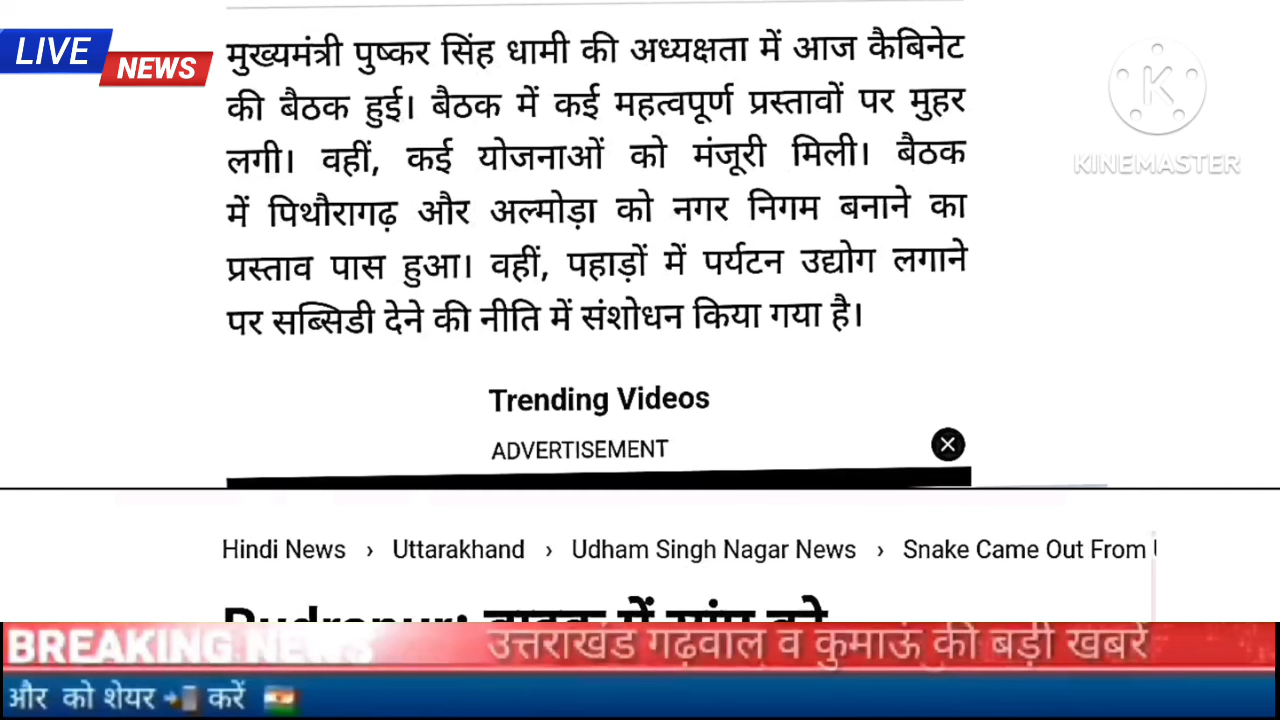 LIVE
NEWS
मुख्यमंत्री पुष्कर सिंह धामी की अध्यक्षता में आज कैबिनेट
की बैठक हुई। बैठक में कई महत्वपूर्ण प्रस्तावों पर मुहर
लगी। वहीं, कई योजनाओं को मंजूरी मिली। बैठक
में पिथौरागढ़ और अल्मोड़ा को नगर निगम बनाने का
प्रस्ताव पास हुआ। वहीं, पहाड़ों में पर्यटन उद्योग लगाने
पर सब्सिडी देने की नीति में संशोधन किया गया है।
K
KINEMASTER
Trending Videos
ADVERTISEMENT
Hindi News › Uttarakhand › Udham Singh Nagar News › Snake Came Out From
Rudrapur:
BREAKING NEWS
उत्तराखंड गढ़वाल व कुमाऊं की बड़ी खबरें
और को शेयर 📲 करें 🇮🇳